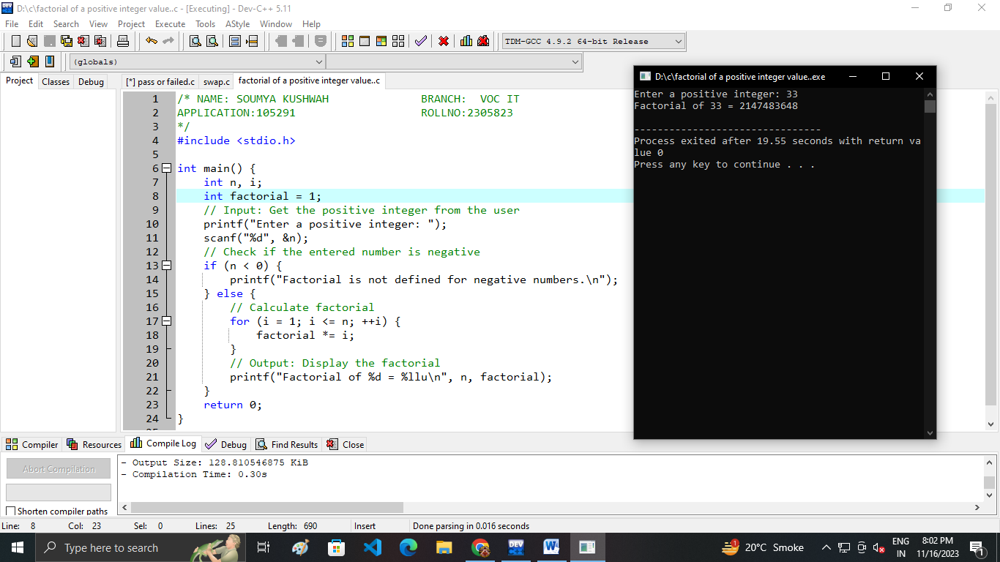 D:\c\factorial of a positive integer value..c - [Executing] - Dev-C++ 5.11
File Edit Search View Project Execute Tools AStyle Window Help
TDM-GCC 4.9.2 64-bit Release
(globals)
Project Classes Debug
[*] pass or failed.c swap.c factorial of a positive integer value..c
1 /* NAME: SOUMYA KUSHWAH BRANCH: VOC IT
2 APPLICATION:105291 ROLLNO:2305823
3 */
4 #include <stdio.h>
5
6 int main() {
7 int n, i;
8 int factorial = 1;
9 // Input: Get the positive integer from the user
10 printf("Enter a positive integer: ");
11 scanf("%d", &n);
12 // Check if the entered number is negative
13 if (n < 0) {
14 printf("Factorial is not defined for negative numbers.\n");
15 } else {
16 // Calculate factorial
17 for (i = 1; i <= n; ++i) {
18 factorial *= i;
19 }
20 // Output: Display the factorial
21 printf("Factorial of %d = %llu\n", n, factorial);
22 }
23 return 0;
24 }
D:\c\factorial of a positive integer value..exe
Enter a positive integer: 33
Factorial of 33 = 2147483648
--------------------------------
Process exited after 19.55 seconds with return va
lue 0
Press any key to continue . . .
Compiler Resources Compile Log Debug Find Results Close
Abort Compilation
Shorten compiler paths
- Output Size: 128.810546875 KiB
- Compilation Time: 0.30s
Line: 8 Col: 23 Sel: 0 Lines: 25 Length: 690 Insert Done parsing in 0.016 seconds
Type here to search
DEV
W
1
20°C Smoke
ENG
IN
8:02 PM
11/16/2023
1